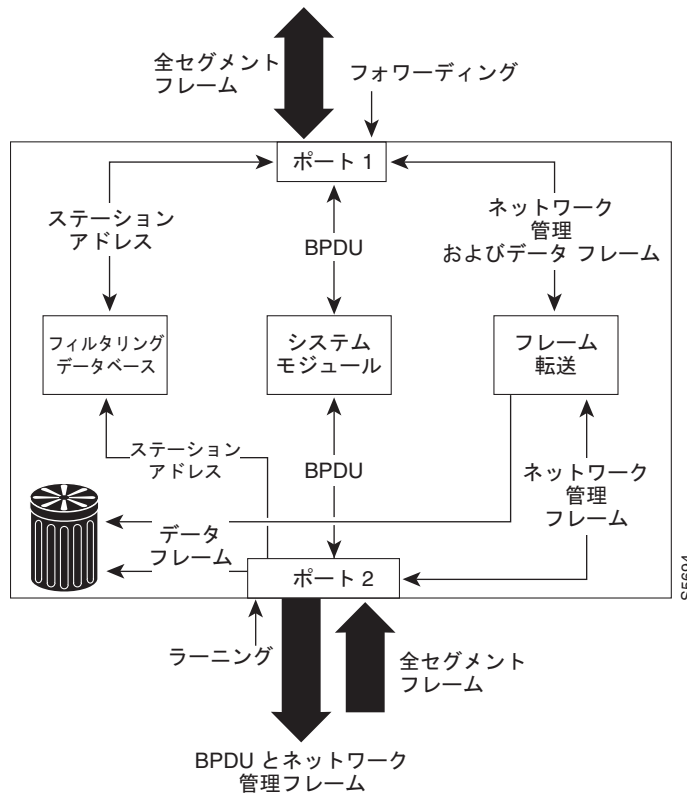 全セグメント
フレーム
フォワーディング
ポート 1
ステーション
アドレス
BPDU
ネットワーク
管理
およびデータ フレーム
フィルタリング
データベース
システム
モジュール
フレーム
転送
ステーション
アドレス
BPDU
ネットワーク
管理
フレーム
データ
フレーム
ポート 2
S5694
ラーニング
全セグメント
フレーム
BPDU とネットワーク
管理フレーム